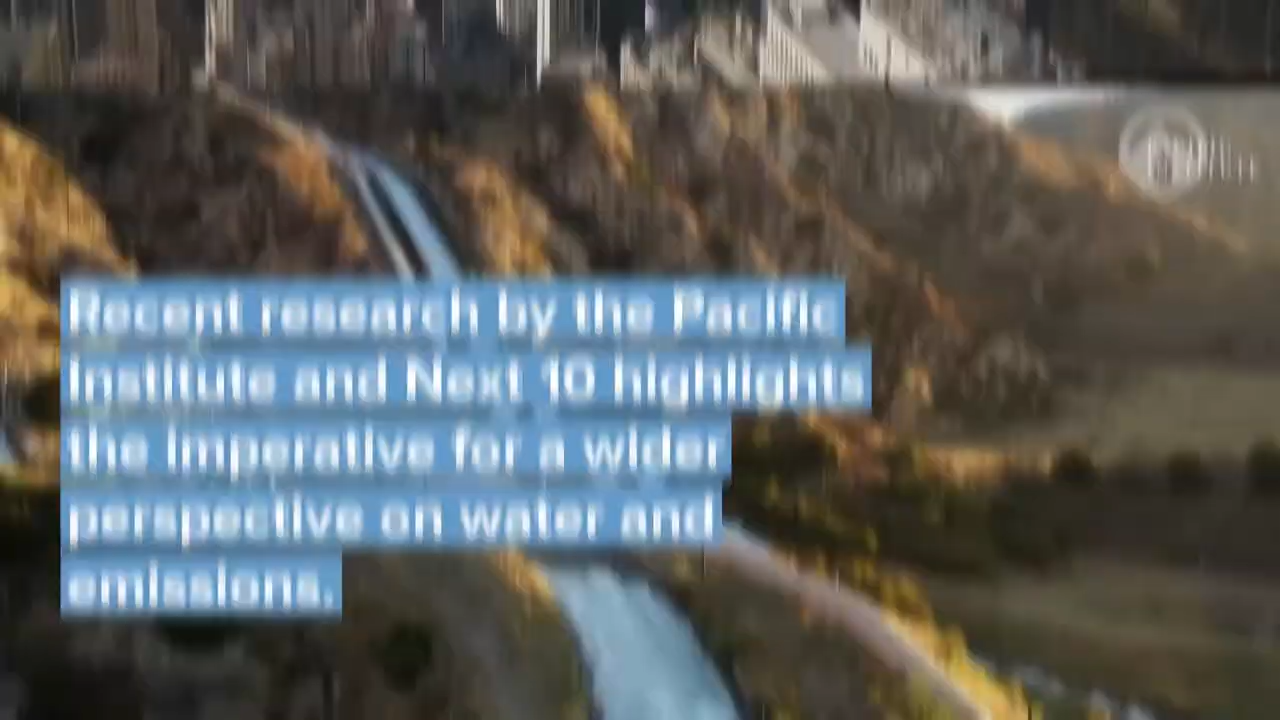 Recent research by the Pacific
Institute and Next 10 highlights
the imperative for a wider
perspective on water and
emissions.